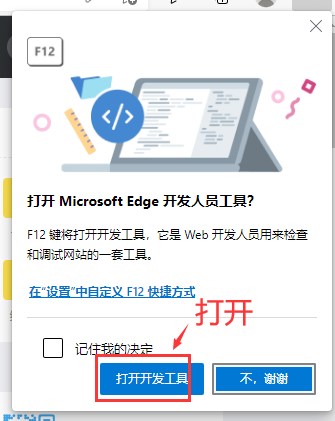 F12
打开 Microsoft Edge 开发人员工具?
F12 键将打开开发工具，它是 Web 开发人员用来检查
和调试网站的一套工具。
在“设置”中自定义 F12 快捷方式
打开
记住我的决定
打开开发工具
不，谢谢